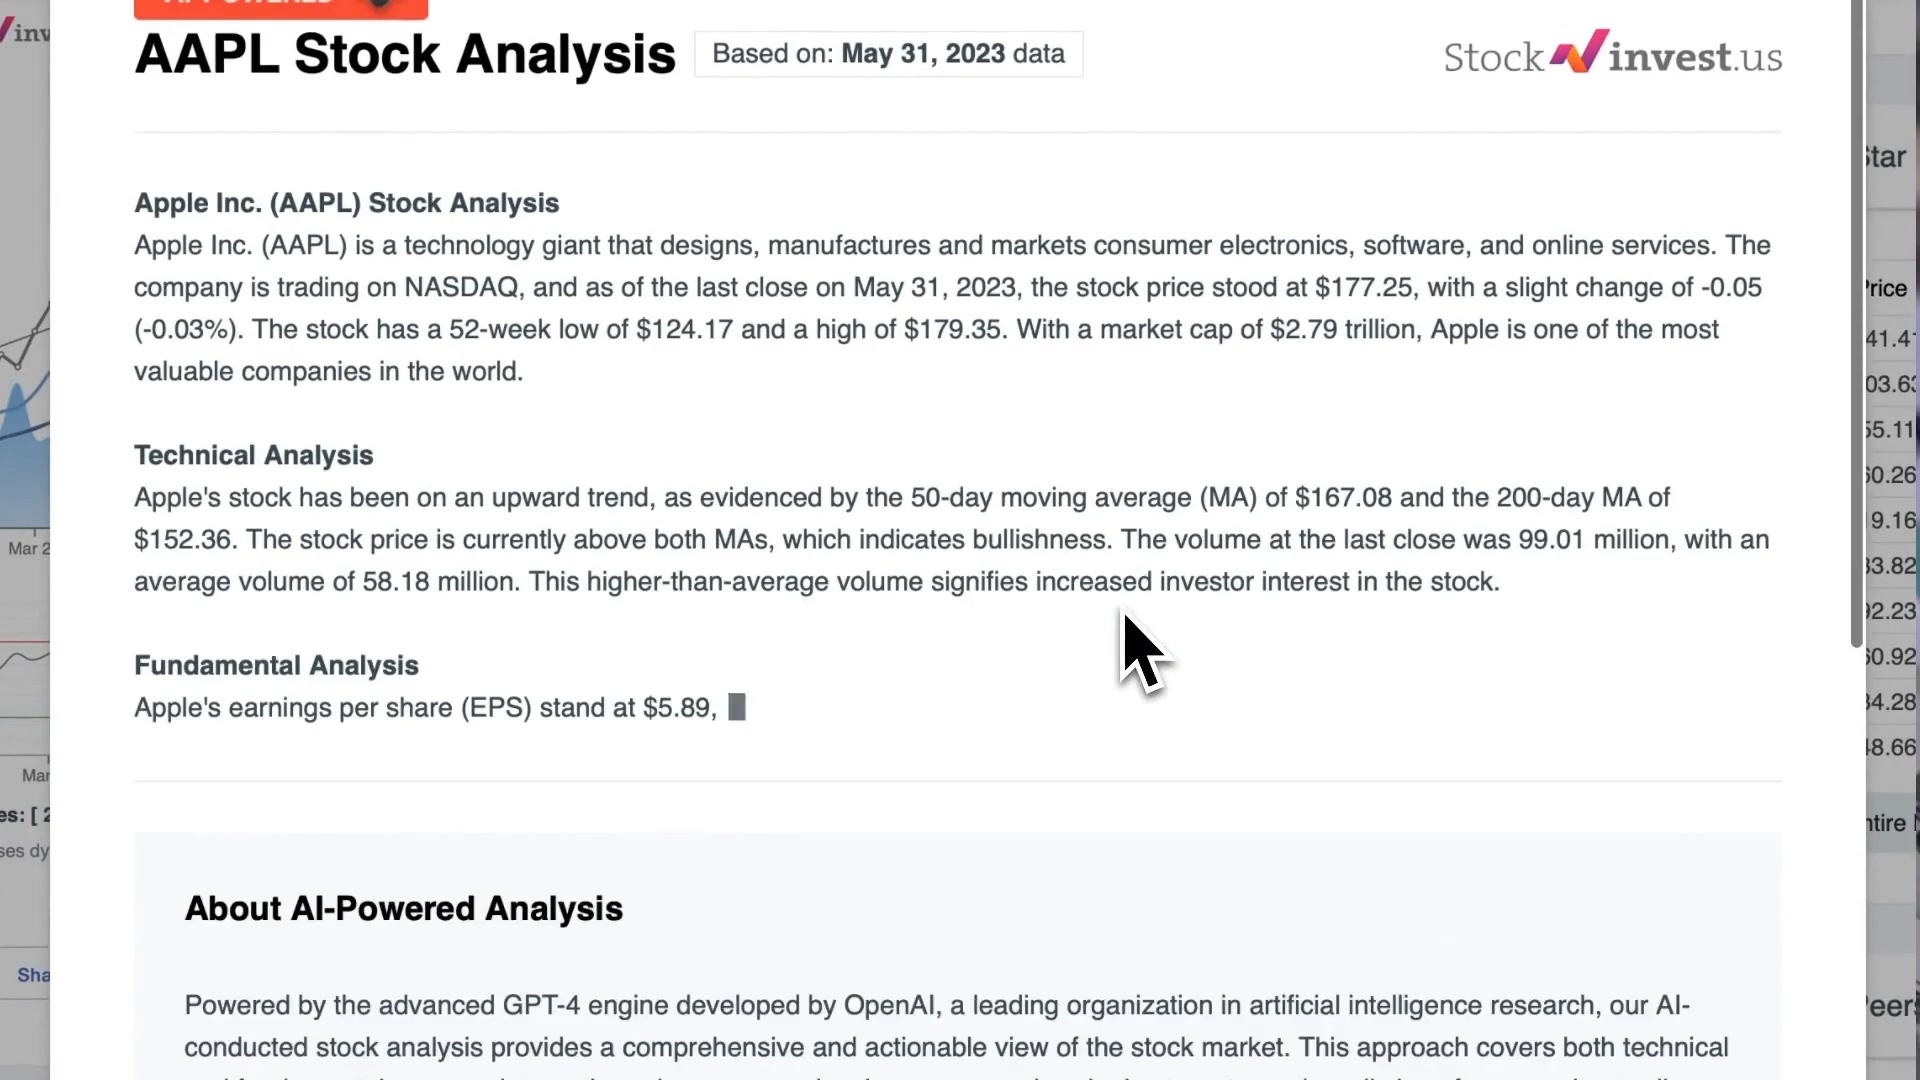 AAPL Stock Analysis
Based on: May 31, 2023 data
Stockinvest.us
Apple Inc. (AAPL) Stock Analysis
Apple Inc. (AAPL) is a technology giant that designs, manufactures and markets consumer electronics, software, and online services. The
company is trading on NASDAQ, and as of the last close on May 31, 2023, the stock price stood at $177.25, with a slight change of -0.05
(-0.03%). The stock has a 52-week low of $124.17 and a high of $179.35. With a market cap of $2.79 trillion, Apple is one of the most
valuable companies in the world.
Technical Analysis
Apple's stock has been on an upward trend, as evidenced by the 50-day moving average (MA) of $167.08 and the 200-day MA of
$152.36. The stock price is currently above both MAs, which indicates bullishness. The volume at the last close was 99.01 million, with an
average volume of 58.18 million. This higher-than-average volume signifies increased investor interest in the stock.
Fundamental Analysis
Apple's earnings per share (EPS) stand at $5.89,
About AI-Powered Analysis
Powered by the advanced GPT-4 engine developed by OpenAI, a leading organization in artificial intelligence research, our AI-
conducted stock analysis provides a comprehensive and actionable view of the stock market. This approach covers both technical